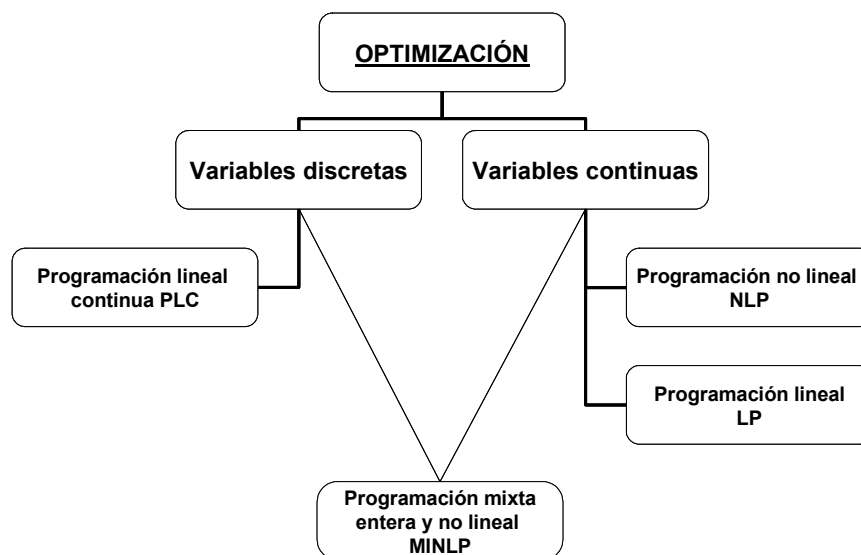 OPTIMIZACIÓN
Variables discretas
Variables continuas
Programación lineal
continua PLC
Programación no lineal
NLP
Programación lineal
LP
Programación mixta
entera y no lineal
MINLP